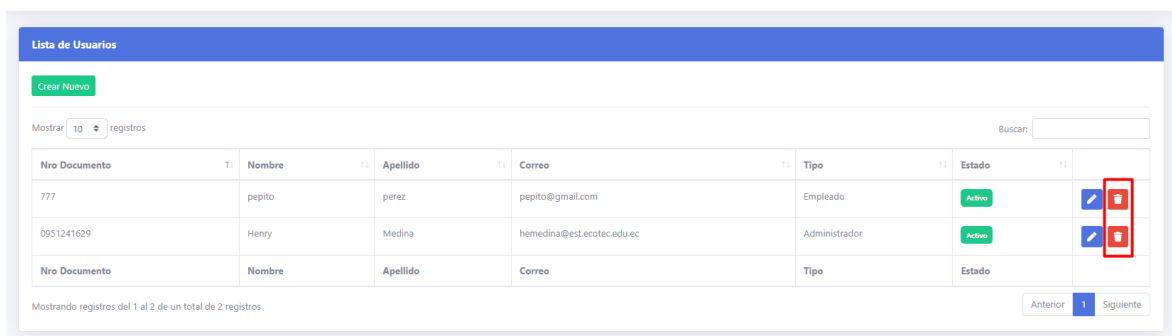 Lista de Usuarios
Crear Nuevo
Mostrar 10 registros
Buscar:
Nro Documento Nombre Apellido Correo Tipo Estado
777 pepito perez pepito@gmail.com Empleado Activo
0951241629 Henry Medina hemedina@est.ecotec.edu.ec Administrador Activo
Nro Documento Nombre Apellido Correo Tipo Estado
Mostrando registros del 1 al 2 de un total de 2 registros
Anterior 1 Siguiente